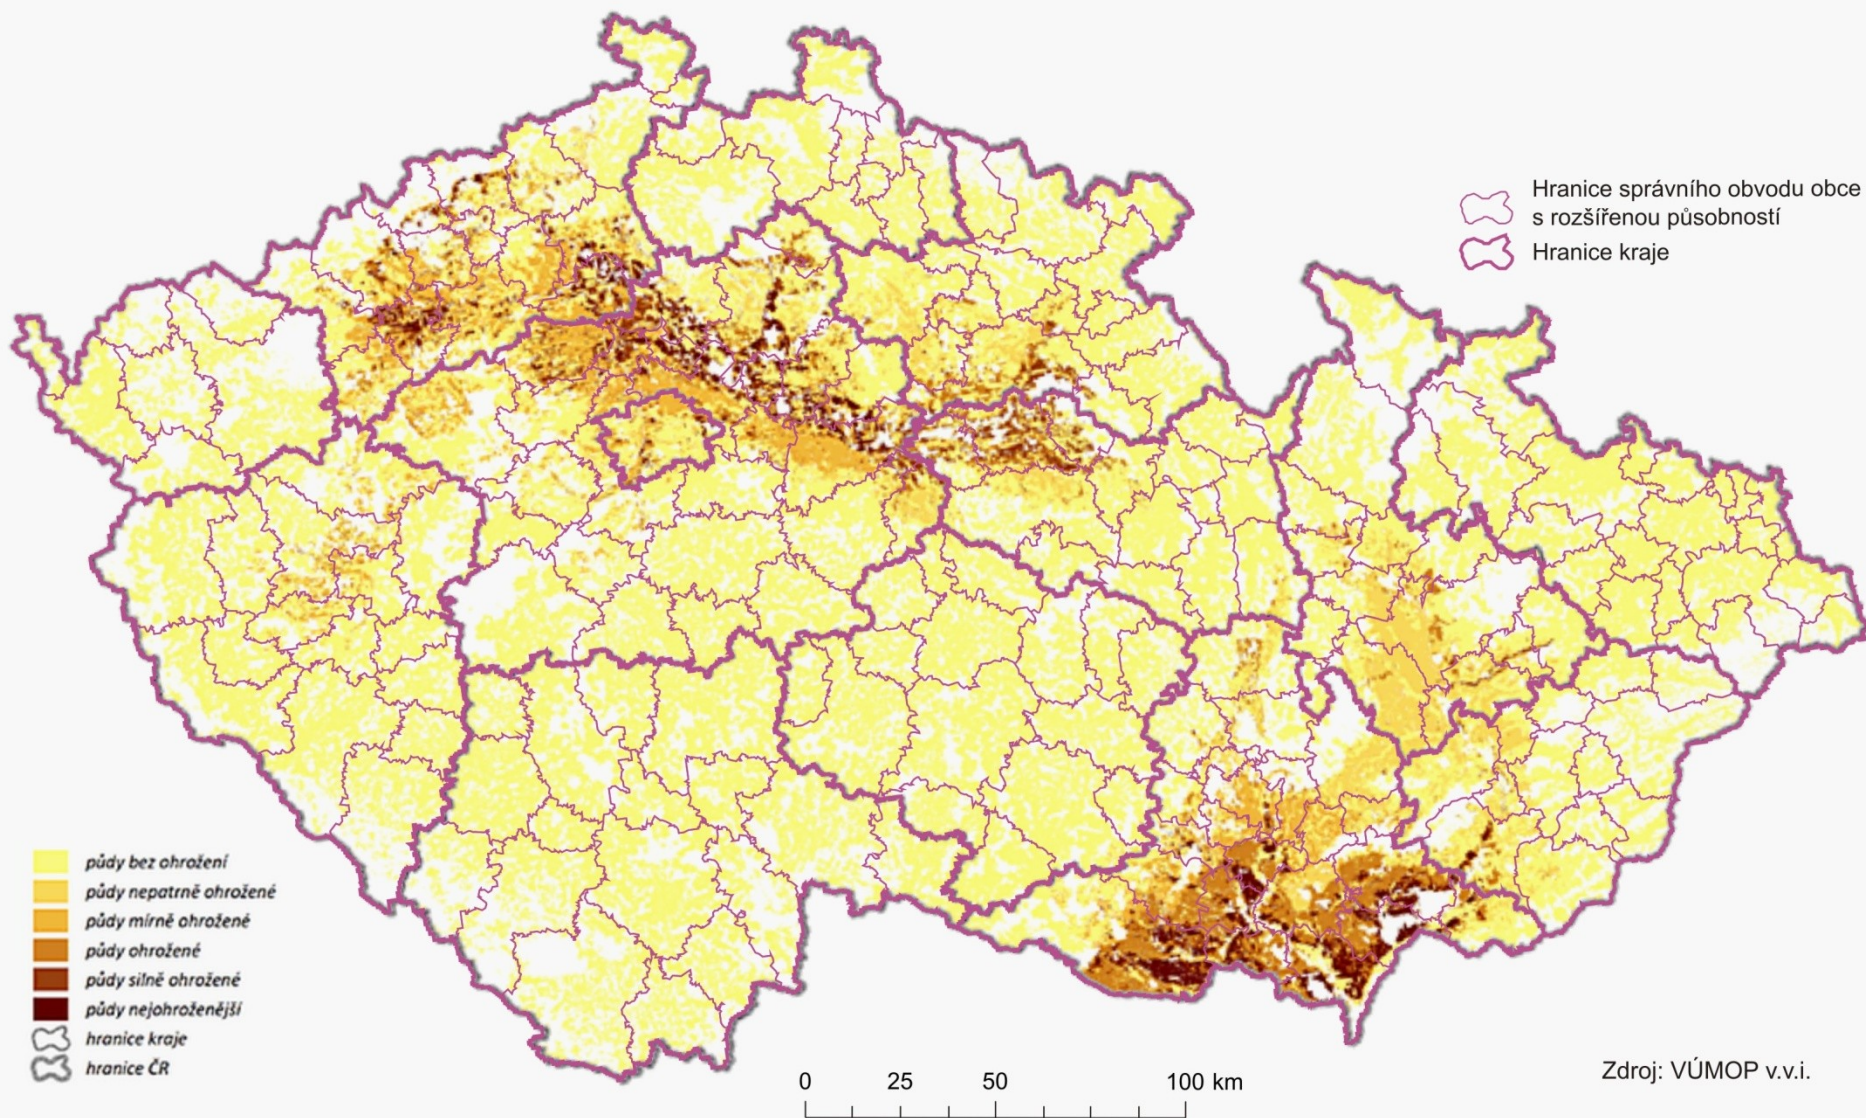 Hranice správního obvodu obce
s rozšířenou působností
Hranice kraje
půdy bez ohrožení
půdy nepatrně ohrožené
půdy mírně ohrožené
půdy ohrožené
půdy silně ohrožené
půdy nejohroženější
hranice kraje
hranice ČR
0 25 50 100 km
Zdroj: VÚMOP v.v.i.